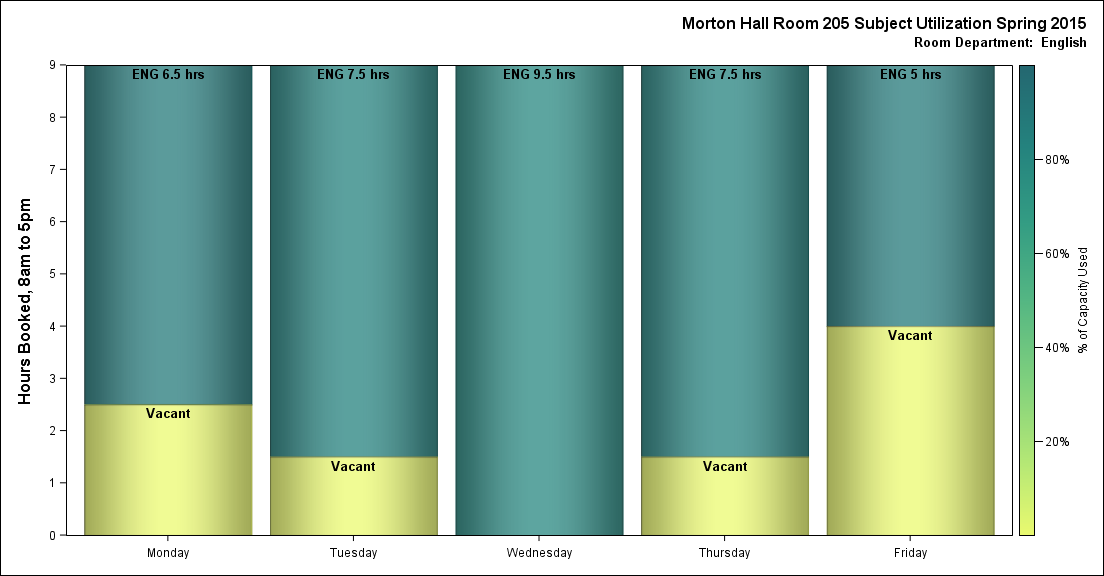 Morton Hall Room 205 Subject Utilization Spring 2015
Room Department:  English
Hours Booked, 8am to 5pm
9
8
7
6
5
4
3
2
1
0
ENG 6.5 hrs
ENG 7.5 hrs
ENG 9.5 hrs
ENG 7.5 hrs
ENG 5 hrs
Vacant
Vacant
Vacant
Vacant
Monday
Tuesday
Wednesday
Thursday
Friday
80%
60%
40%
20%
% of Capacity Used